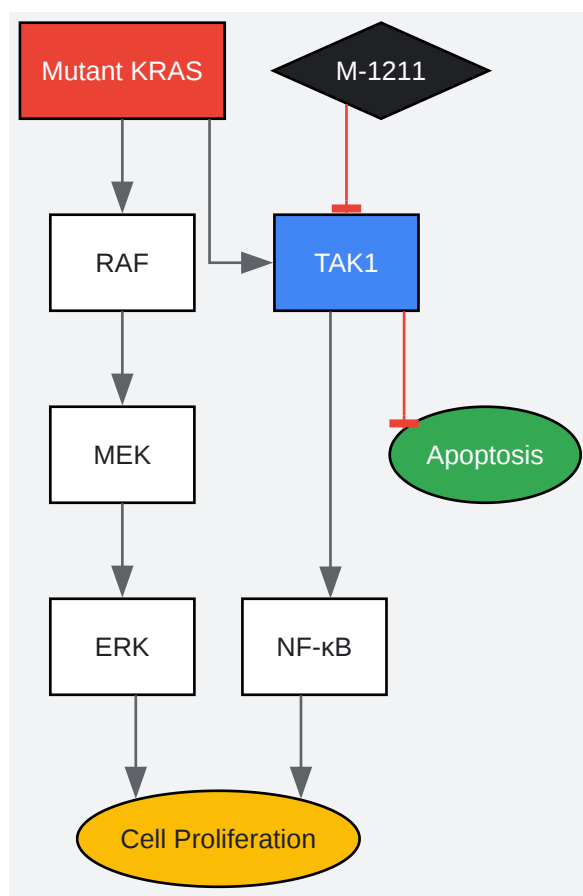 Mutant KRAS
M-1211
RAF
TAK1
MEK
Apoptosis
ERK
NF-κB
Cell Proliferation